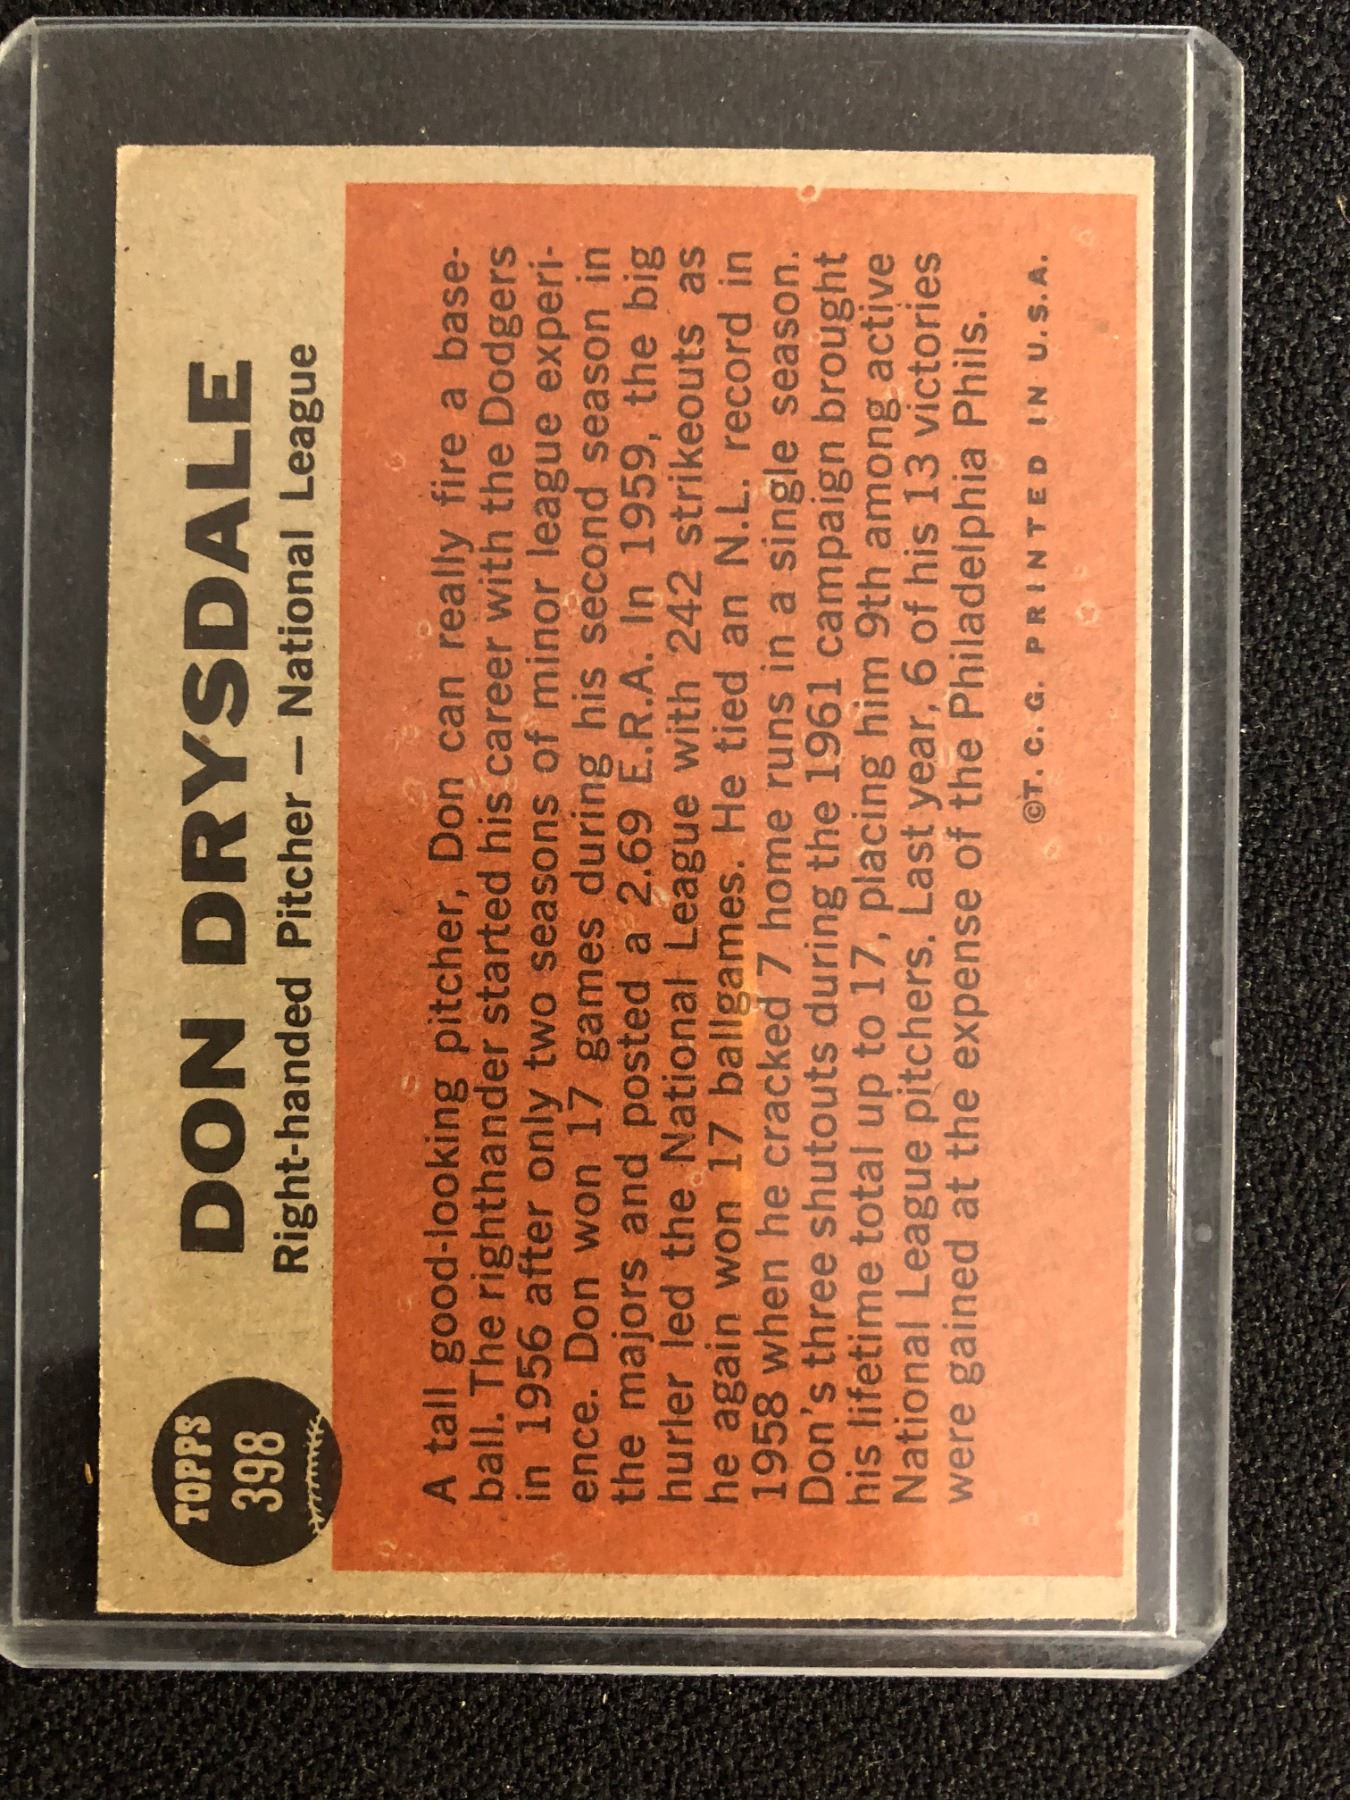 TOPPS
398
DON DRYSDALE
Right-handed Pitcher — National League
A tall good-looking pitcher, Don can really fire a base-
ball. The righthander started his career with the Dodgers
in 1956 after only two seasons of minor league experi-
ence. Don won 17 games during his second season in
the majors and posted a 2.69 E.R.A. In 1959, the big
hurler led the National League with 242 strikeouts as
he again won 17 ballgames. He tied an N.L. record in
1958 when he cracked 7 home runs in a single season.
Don's three shutouts during the 1961 campaign brought
his lifetime total up to 17, placing him 9th among active
National League pitchers. Last year, 6 of his 13 victories
were gained at the expense of the Philadelphia Phils.
©T. C. G. PRINTED IN U.S.A.